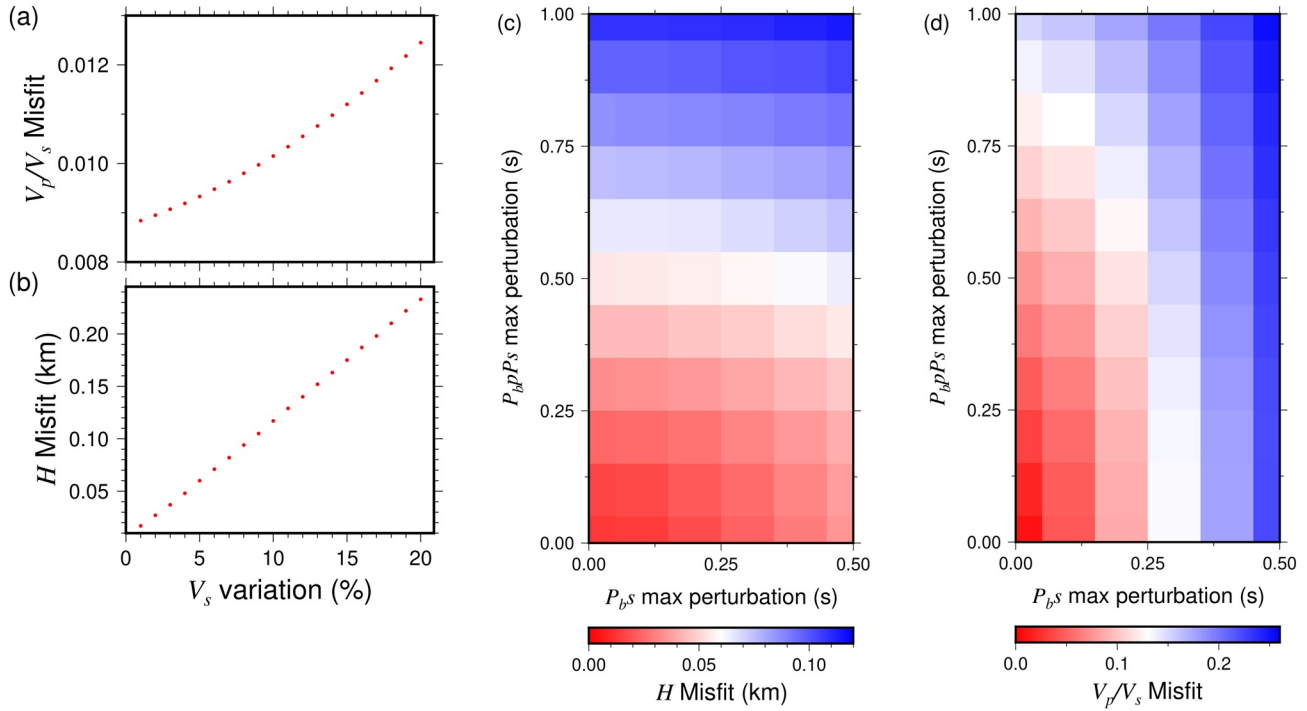 (a)
0.012
0.010
0.008
Vp/Vs Misfit
(b)
0.20
0.15
0.10
0.05
H Misfit (km)
0 5 10 15 20
Vs variation (%)
(c)
1.00
0.75
0.50
0.25
0.00
PbpPs max perturbation (s)
0.00 0.25 0.50
Pbs max perturbation (s)
0.00 0.05 0.10
H Misfit (km)
(d)
1.00
0.75
0.50
0.25
0.00
PbpPs max perturbation (s)
0.00 0.25 0.50
Pbs max perturbation (s)
0.0 0.1 0.2
Vp/Vs Misfit